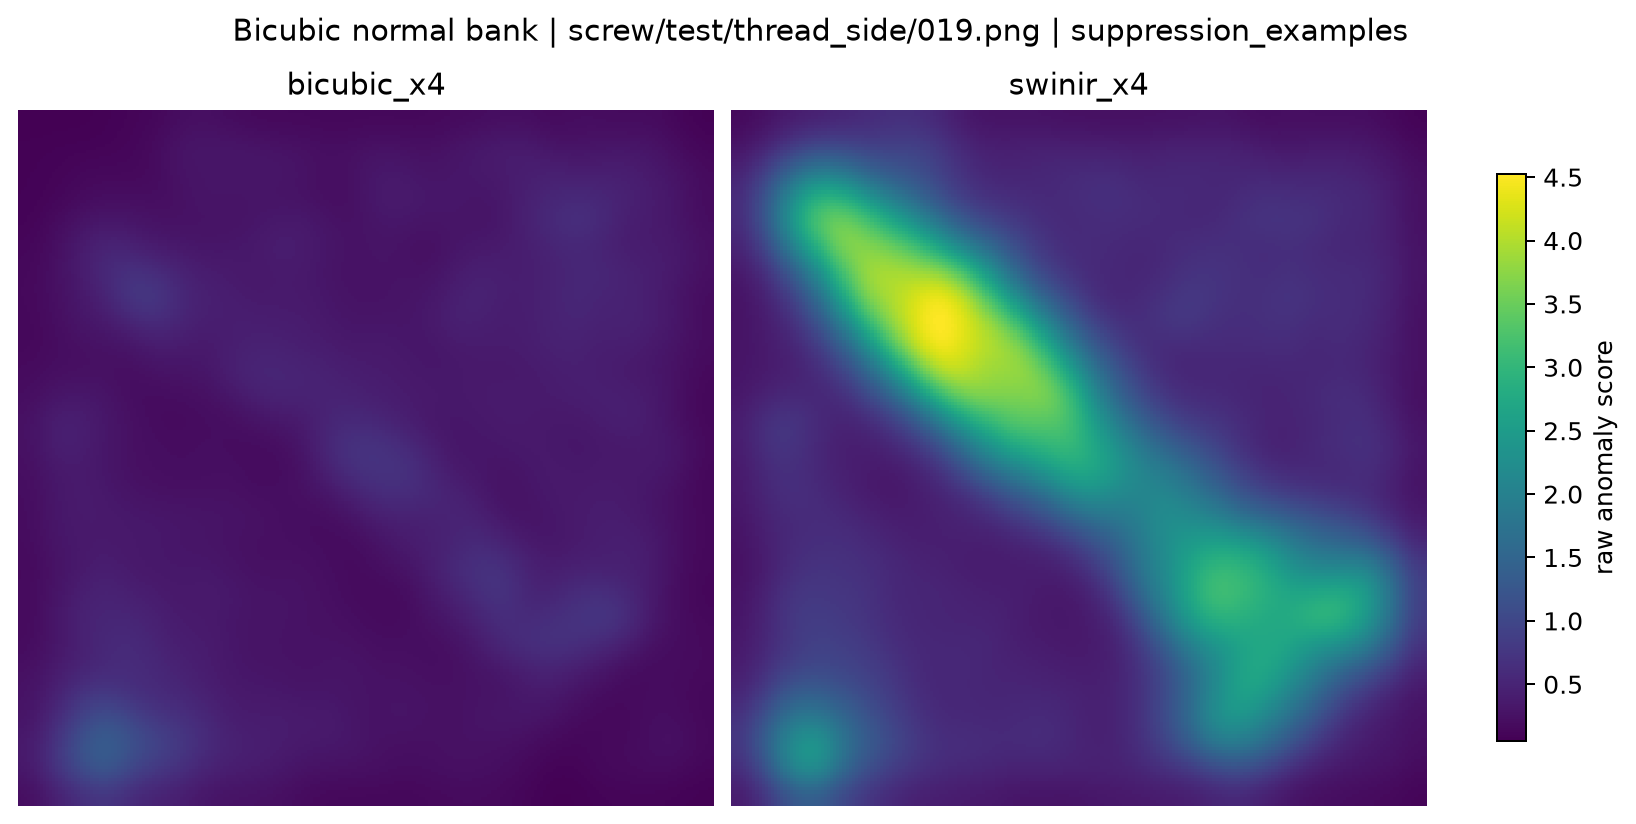 Bicubic normal bank | screw/test/thread_side/019.png | suppression_examples
bicubic_x4
swinir_x4
4.5
4.0
3.5
3.0
2.5
2.0
1.5
1.0
0.5
raw anomaly score